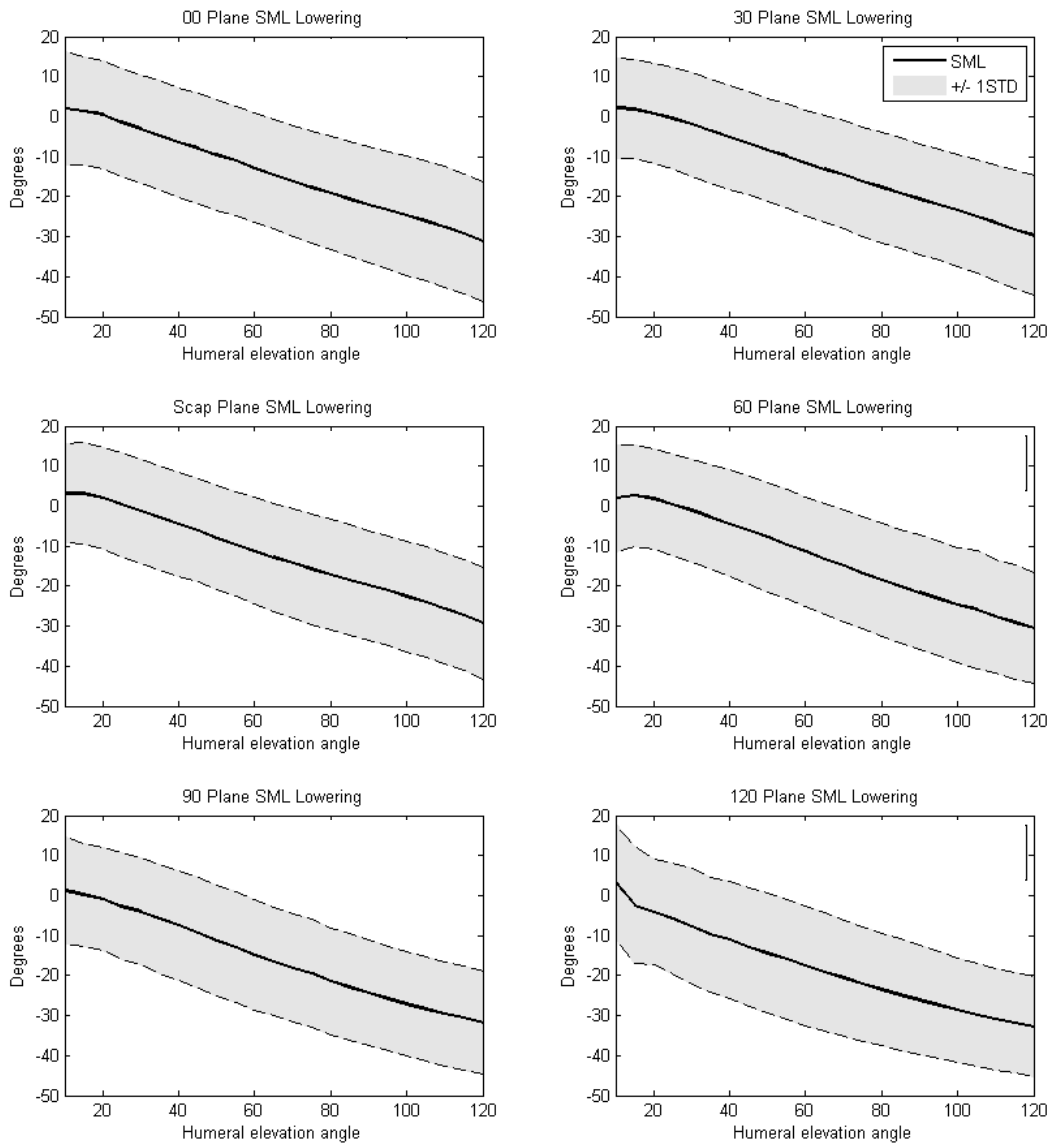 00 Plane SML Lowering
20
10
0
-10
-20
-30
-40
-50
Degrees
20 40 60 80 100 120
Humeral elevation angle
30 Plane SML Lowering
SML
+/- 1STD
20
10
0
-10
-20
-30
-40
-50
Degrees
20 40 60 80 100 120
Humeral elevation angle
Scap Plane SML Lowering
20
10
0
-10
-20
-30
-40
-50
Degrees
20 40 60 80 100 120
Humeral elevation angle
60 Plane SML Lowering
20
10
0
-10
-20
-30
-40
-50
Degrees
20 40 60 80 100 120
Humeral elevation angle
90 Plane SML Lowering
20
10
0
-10
-20
-30
-40
-50
Degrees
20 40 60 80 100 120
Humeral elevation angle
120 Plane SML Lowering
20
10
0
-10
-20
-30
-40
-50
Degrees
20 40 60 80 100 120
Humeral elevation angle